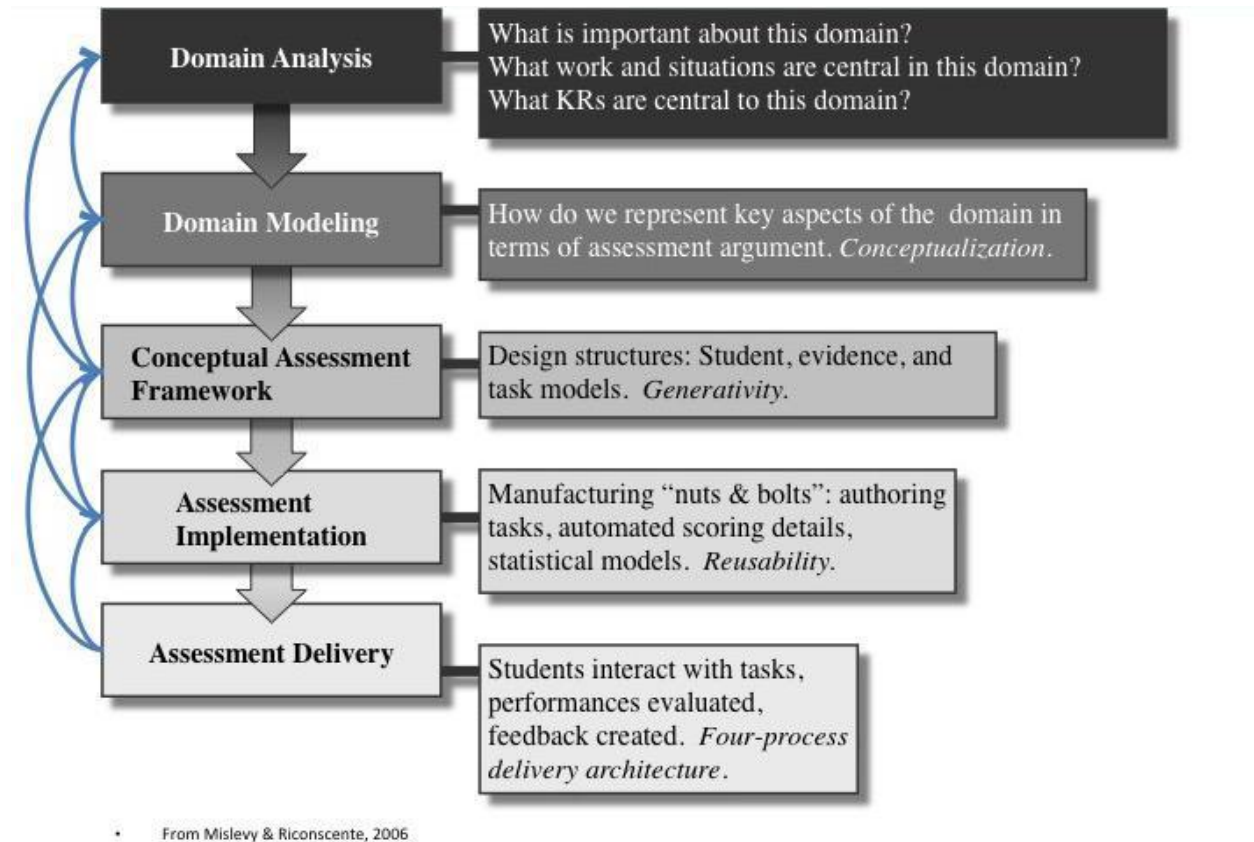 Domain Analysis
What is important about this domain?
What work and situations are central in this domain?
What KRs are central to this domain?
Domain Modeling
How do we represent key aspects of the domain in
terms of assessment argument. Conceptualization.
Conceptual Assessment
Framework
Design structures: Student, evidence, and
task models. Generativity.
Assessment
Implementation
Manufacturing “nuts & bolts”: authoring
tasks, automated scoring details,
statistical models. Reusability.
Assessment Delivery
Students interact with tasks,
performances evaluated,
feedback created. Four-process
delivery architecture.
• From Mislevy & Riconscente, 2006